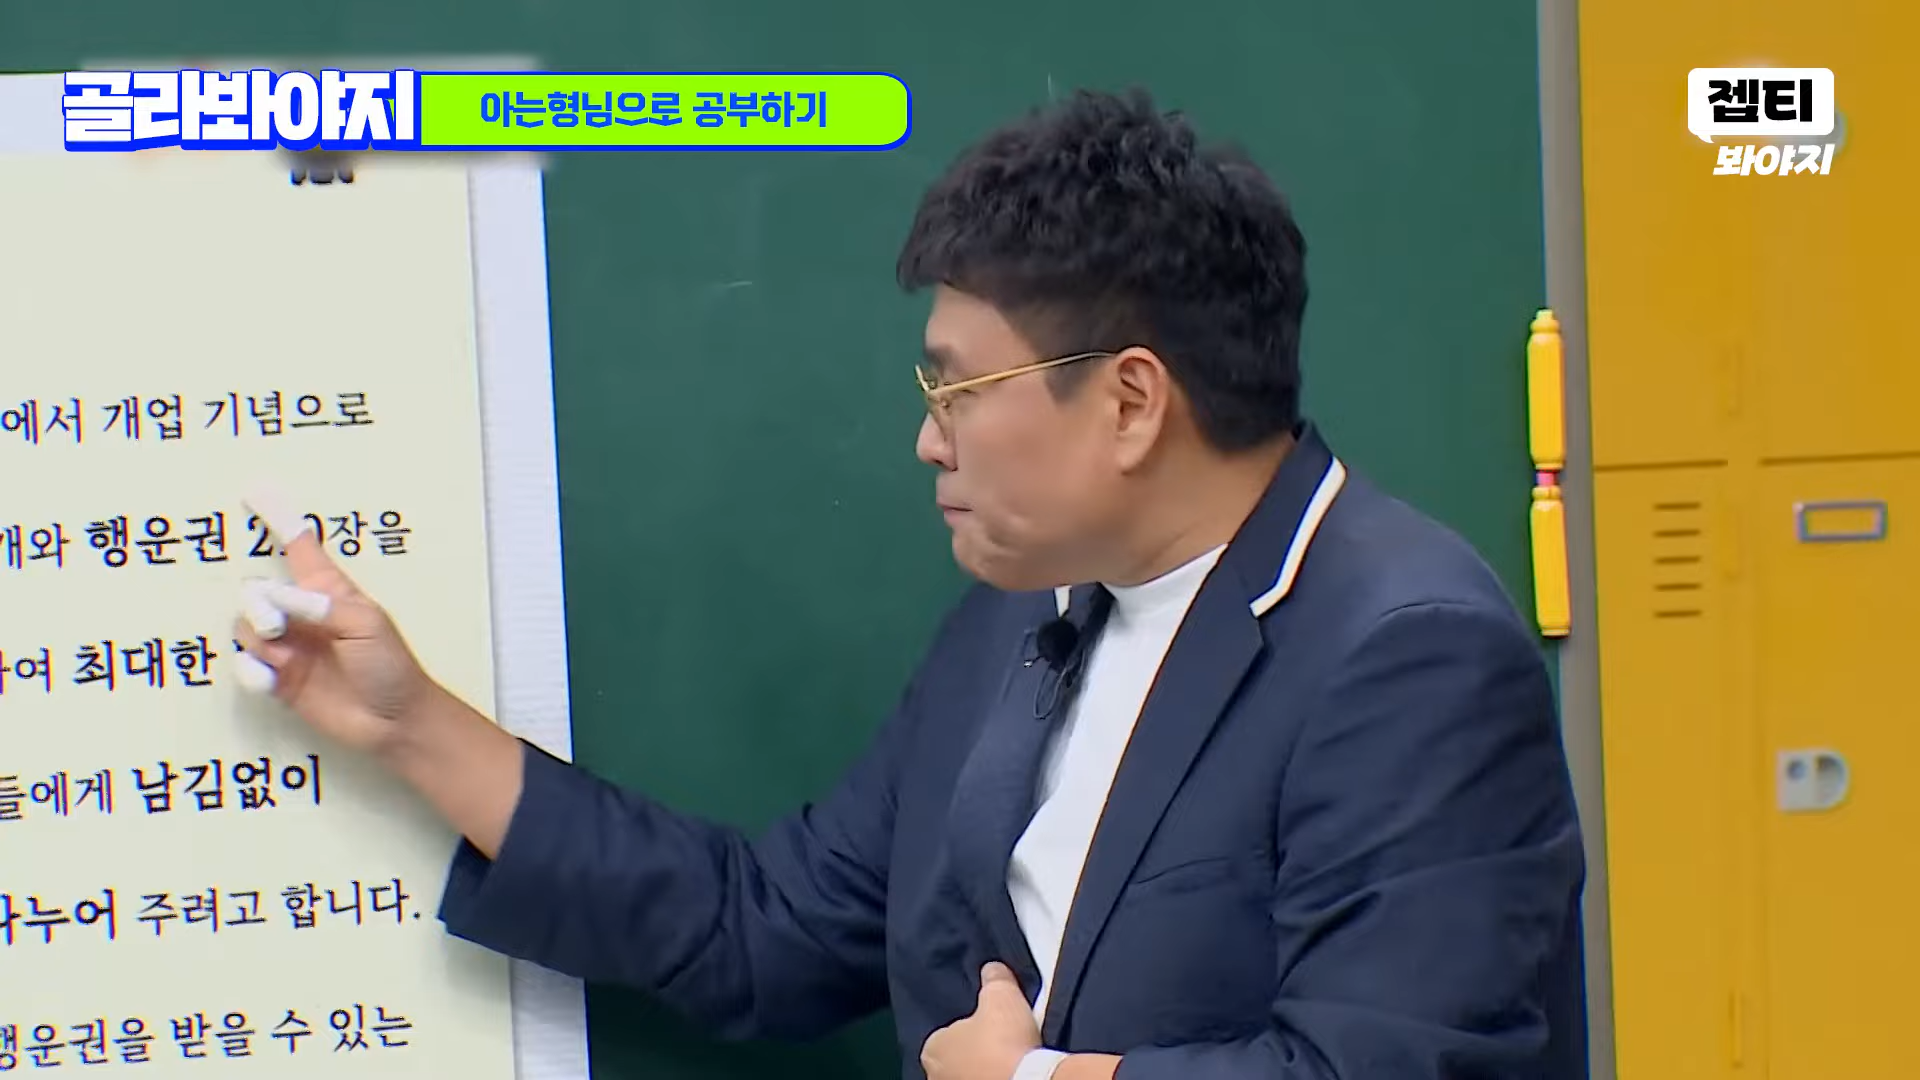 골라봐야지 아는형님으로 공부하기
젭티
봐야지
에서 개업 기념으로
개와 행운권 장을
여 최대한
들에게 남김없이
나누어 주려고 합니다.
행운권을 받을 수 있는